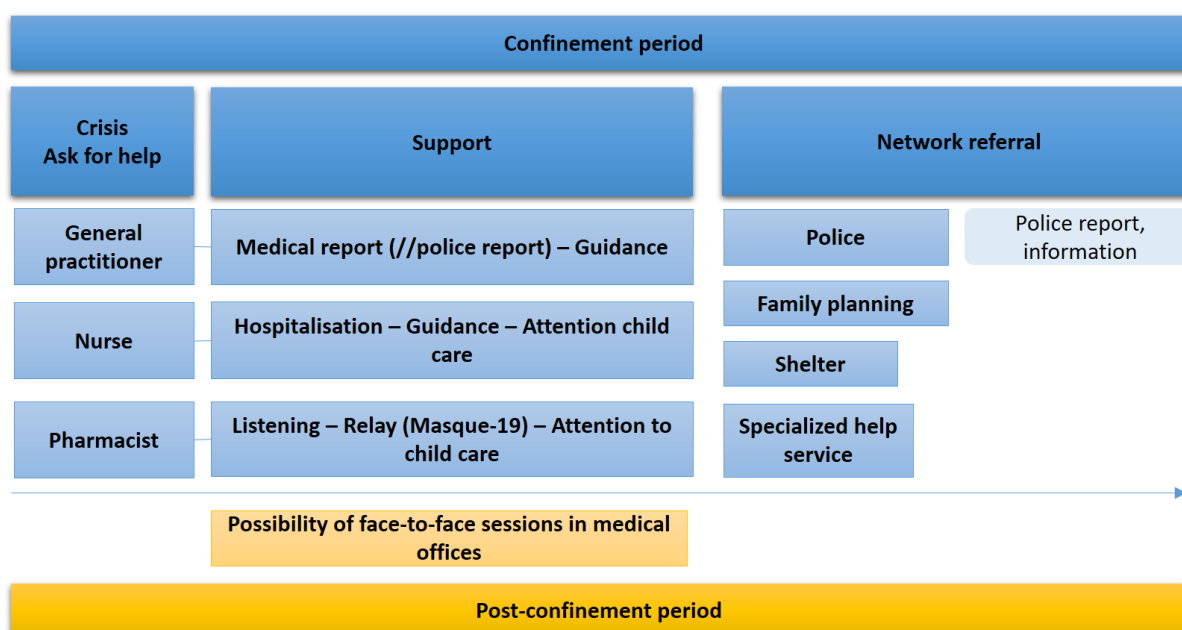 Confinement period
Crisis
Ask for help
Support
Network referral
General
practitioner
Medical report (//police report) – Guidance
Police
Police report,
information
Family planning
Nurse
Hospitalisation – Guidance – Attention child
care
Shelter
Pharmacist
Listening – Relay (Masque-19) – Attention to
child care
Specialized help
service
Possibility of face-to-face sessions in medical
offices
Post-confinement period